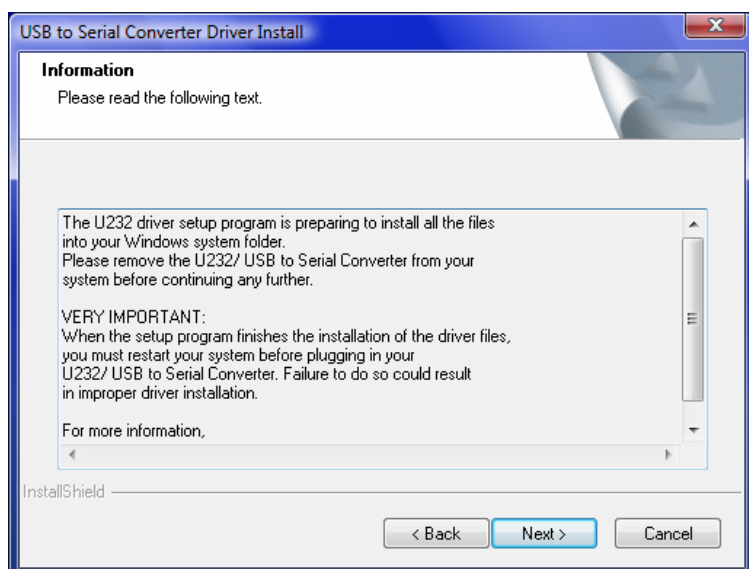 USB to Serial Converter Driver Install
Information
Please read the following text.
The U232 driver setup program is preparing to install all the files
into your Windows system folder.
Please remove the U232/ USB to Serial Converter from your
system before continuing any further.
VERY IMPORTANT:
When the setup program finishes the installation of the driver files,
you must restart your system before plugging in your
U232/ USB to Serial Converter. Failure to do so could result
in improper driver installation.
For more information,
InstallShield
< Back
Next >
Cancel